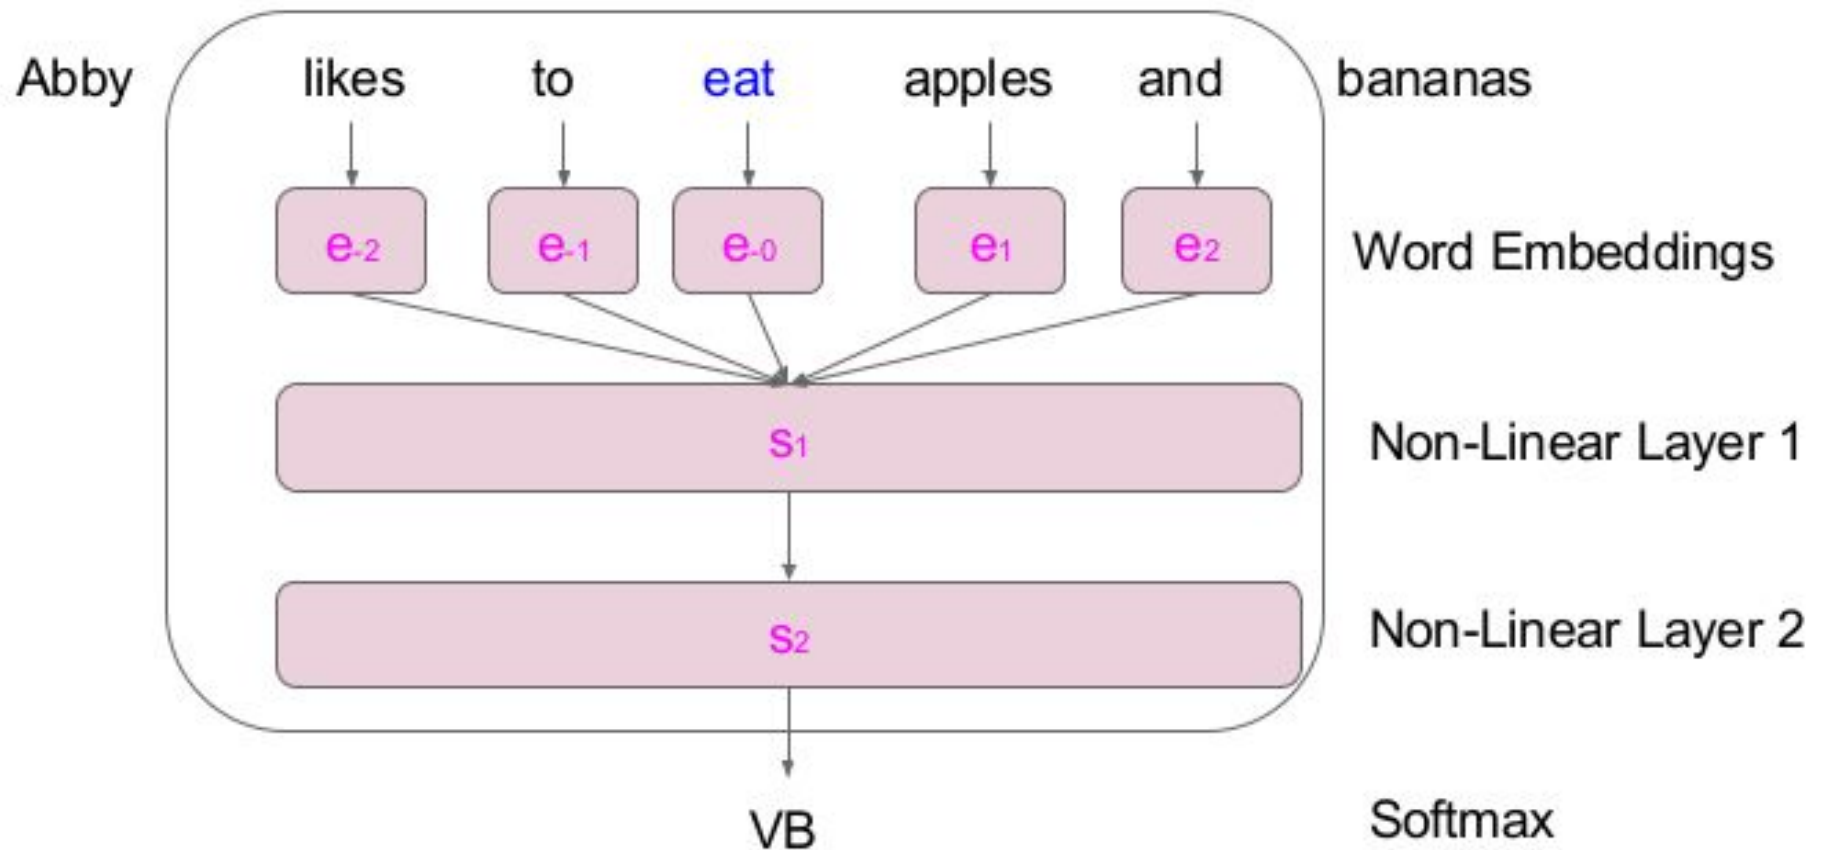 Abby likes to eat apples and bananas
e-2 e-1 e-0 e1 e2 Word Embeddings
s1 Non-Linear Layer 1
s2 Non-Linear Layer 2
VB Softmax